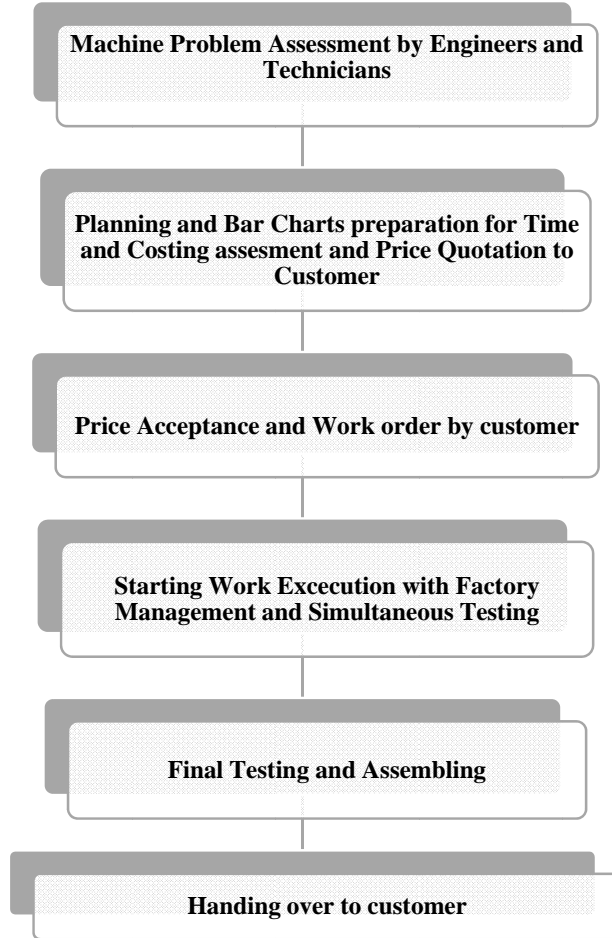 Machine Problem Assessment by Engineers and
Technicians
Planning and Bar Charts preparation for Time
and Costing assesment and Price Quotation to
Customer
Price Acceptance and Work order by customer
Starting Work Excecution with Factory
Management and Simultaneous Testing
Final Testing and Assembling
Handing over to customer